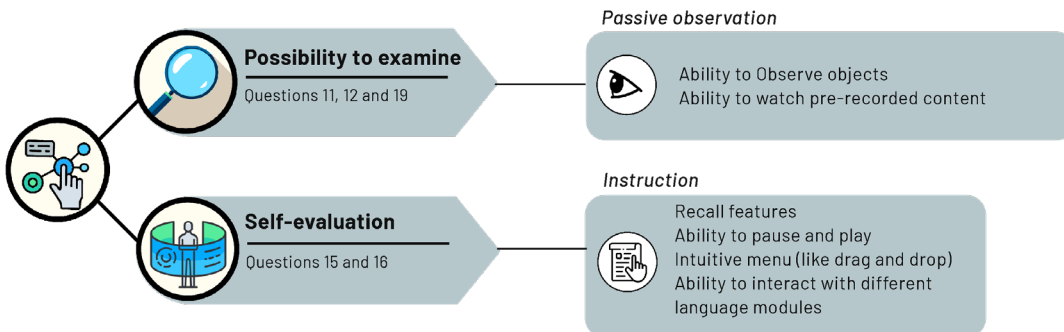 Passive observation
Possibility to examine
Questions 11, 12 and 19
Ability to Observe objects
Ability to watch pre-recorded content
Instruction
Self-evaluation
Questions 15 and 16
Recall features
Ability to pause and play
Intuitive menu (like drag and drop)
Ability to interact with different
language modules